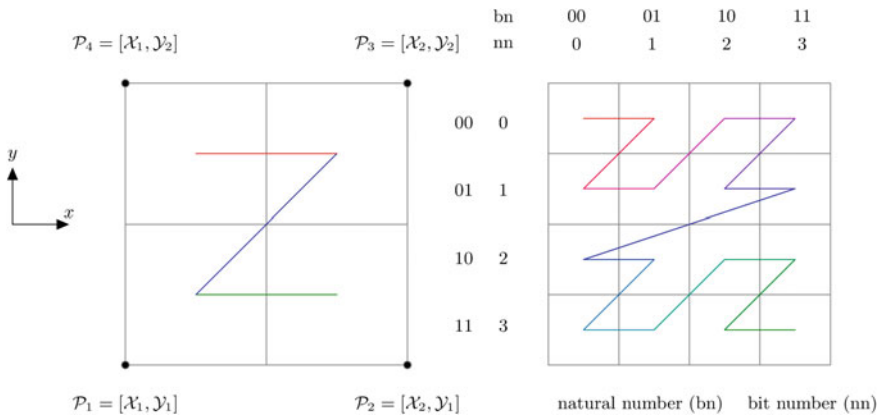 bn 00 01 10 11
nn 0 1 2 3
𝒫₄ = [𝒳₁, 𝒴₂] 𝒫₃ = [𝒳₂, 𝒴₂]
00 0
y
01 1
x
10 2
11 3
𝒫₁ = [𝒳₁, 𝒴₁] 𝒫₂ = [𝒳₂, 𝒴₁] natural number (bn) bit number (nn)